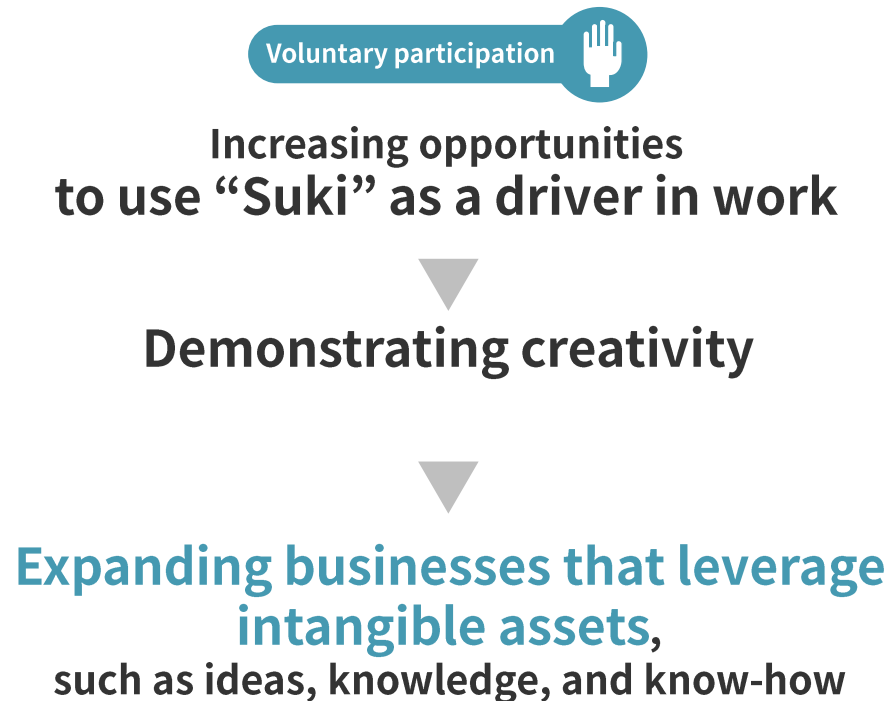 Voluntary participation
Increasing opportunities
to use “Suki” as a driver in work
Demonstrating creativity
Expanding businesses that leverage
intangible assets,
such as ideas, knowledge, and know-how